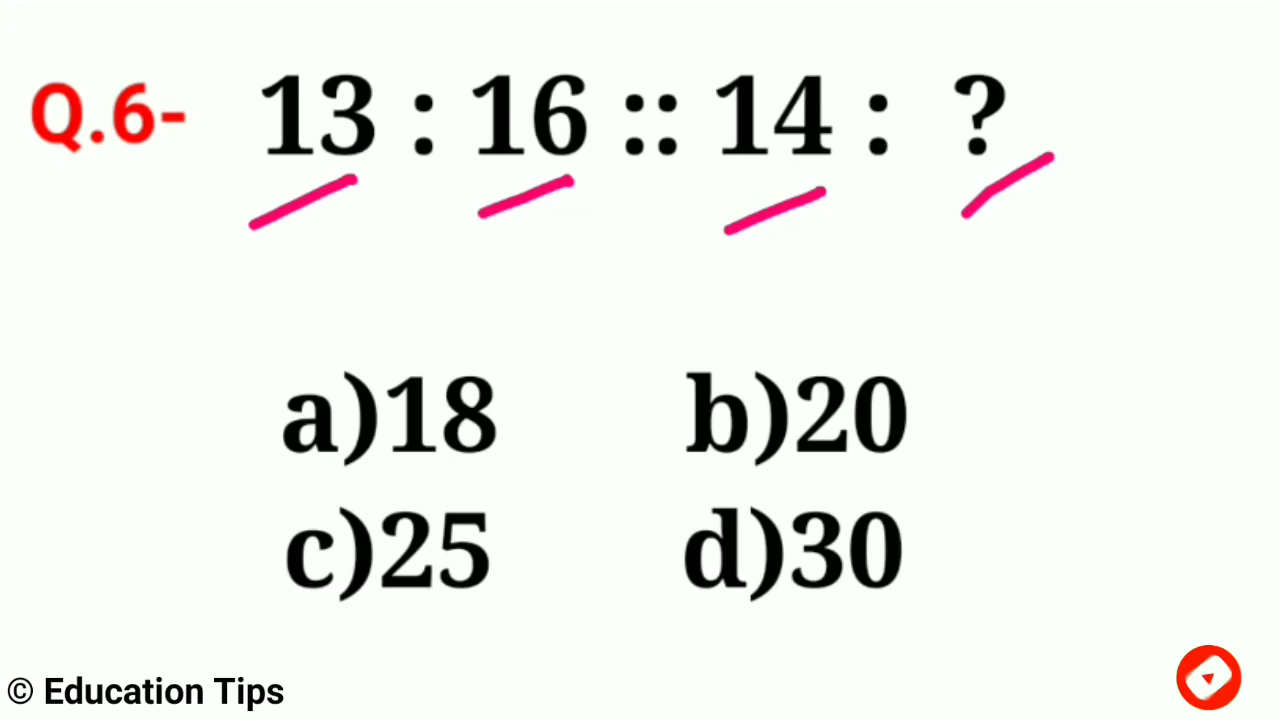 Q.6- 13 : 16 :: 14 : ?
a)18 b)20
c)25 d)30
© Education Tips